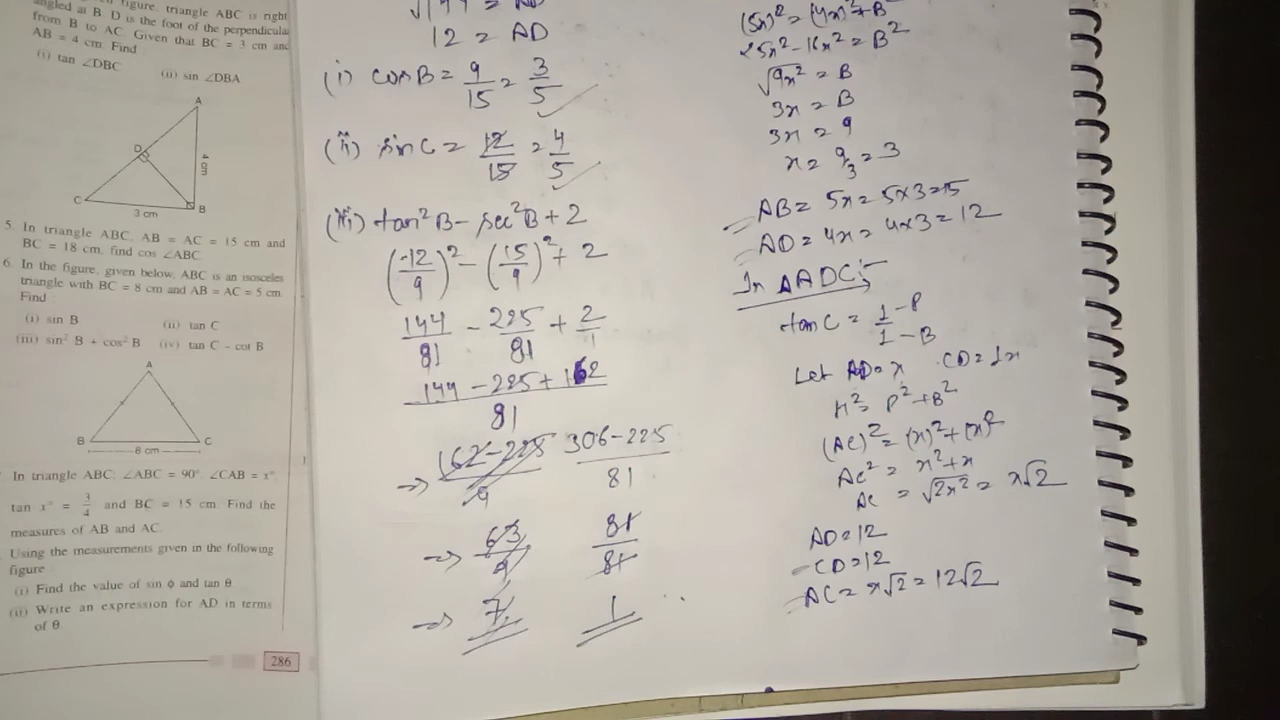 figure, triangle ABC is right
angled at B. D is the foot of the perpendicular
from B to AC. Given that BC = 3 cm and
AB = 4 cm. Find
(i) tan ∠DBC
(ii) sin ∠DBA
A
D
4 cm
C
B
3 cm
5. In triangle ABC, AB = AC = 15 cm and
BC = 18 cm, find cos ∠ABC.
6. In the figure, given below, ABC is an isosceles
triangle with BC = 8 cm and AB = AC = 5 cm.
Find
(i) sin B
(ii) tan C
(iii) sin² B + cos² B
(iv) tan C - cot B
A
B
C
8 cm
In triangle ABC; ∠ABC = 90°, ∠CAB = x°,
tan x° = 3/4 and BC = 15 cm. Find the
measures of AB and AC.
Using the measurements given in the following
figure
(i) Find the value of sin ϕ and tan θ.
(ii) Write an expression for AD in terms
of θ
286
12 = AD
(i) cos B = 9/15 = 3/5
(ii) sin C = 12/15 = 4/5
(iii) tan²B - sec²B + 2
(12/9)² - (15/9)² + 2
144/81 - 225/81 + 2/1
144 - 225 + 162
81
=> 162-225 306-225
9 81
=> 63/9 81/81
=> 7 1
(5x)² = (4x)² + B²
25x² - 16x² = B²
√9x² = B
3x = B
3x = 9
x = 9/3 = 3
AB = 5x = 5×3 = 15
AD = 4x = 4×3 = 12
In △ADC :-
tan C = 1/1 - P
- B
Let AD = x CD = 1x
H² = P² + B²
(AC)² = (x)² + (x)²
AC² = x² + x
AC = √2x² = x√2
AD = 12
- CD = 12
AC = x√2 = 12√2